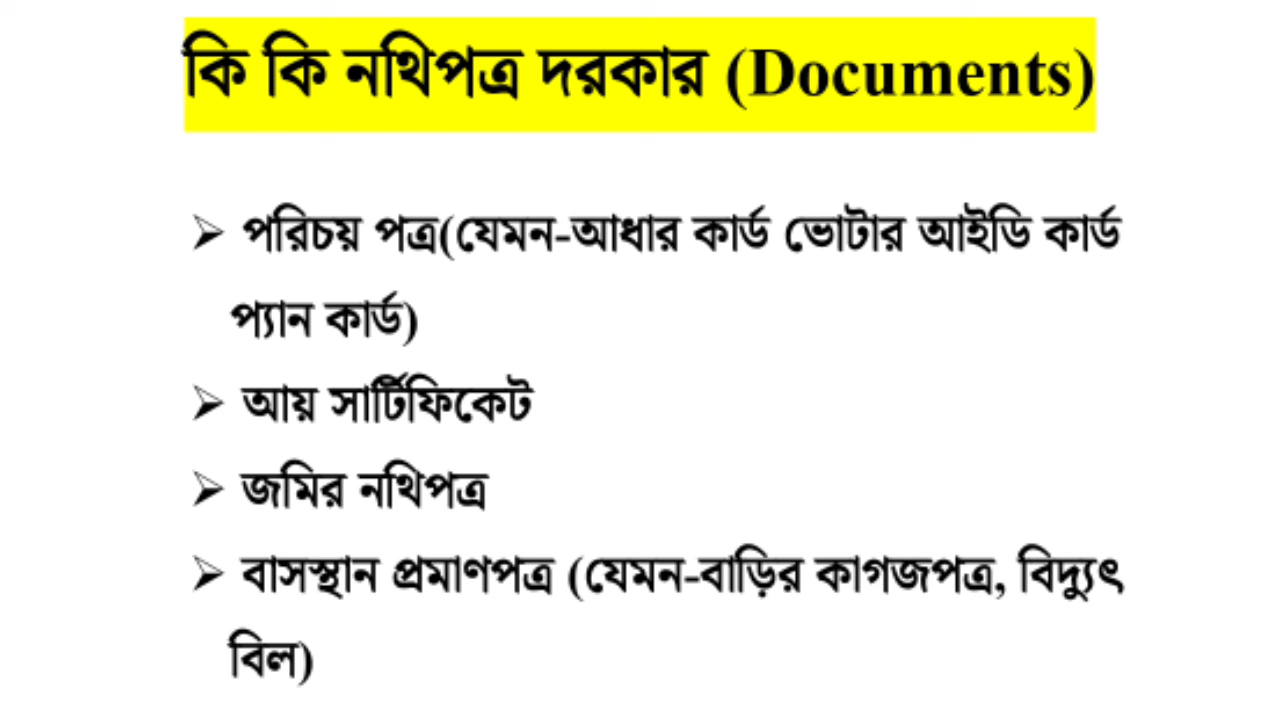 কি কি নথিপত্র দরকার (Documents)
➢ পরিচয় পত্র(যেমন-আধার কার্ড ভোটার আইডি কার্ড
প্যান কার্ড)
➢ আয় সার্টিফিকেট
➢ জমির নথিপত্র
➢ বাসস্থান প্রমাণপত্র (যেমন-বাড়ির কাগজপত্র, বিদ্যুৎ
বিল)